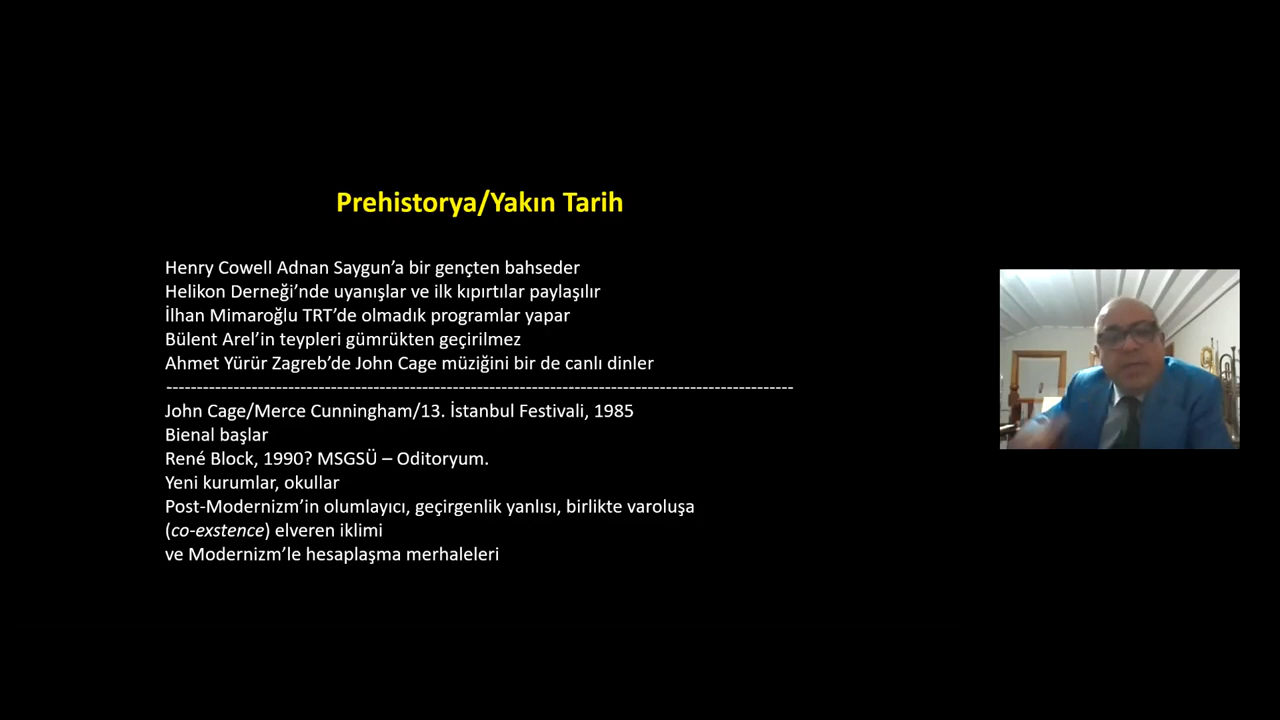 Prehistorya/Yakın Tarih
Henry Cowell Adnan Saygun’a bir gençten bahseder
Helikon Derneği’nde uyanışlar ve ilk kıpırtılar paylaşılır
İlhan Mimaroğlu TRT’de olmadık programlar yapar
Bülent Arel’in teypleri gümrükten geçirilmez
Ahmet Yürür Zagreb’de John Cage müziğini bir de canlı dinler
------------------------------------------------------------------------------------------------------
John Cage/Merce Cunningham/13. İstanbul Festivali, 1985
Bienal başlar
René Block, 1990? MSGSÜ – Oditoryum.
Yeni kurumlar, okullar
Post-Modernizm’in olumlayıcı, geçirgenlik yanlısı, birlikte varoluşa
(co-exstence) elveren iklimi
ve Modernizm’le hesaplaşma merhaleleri